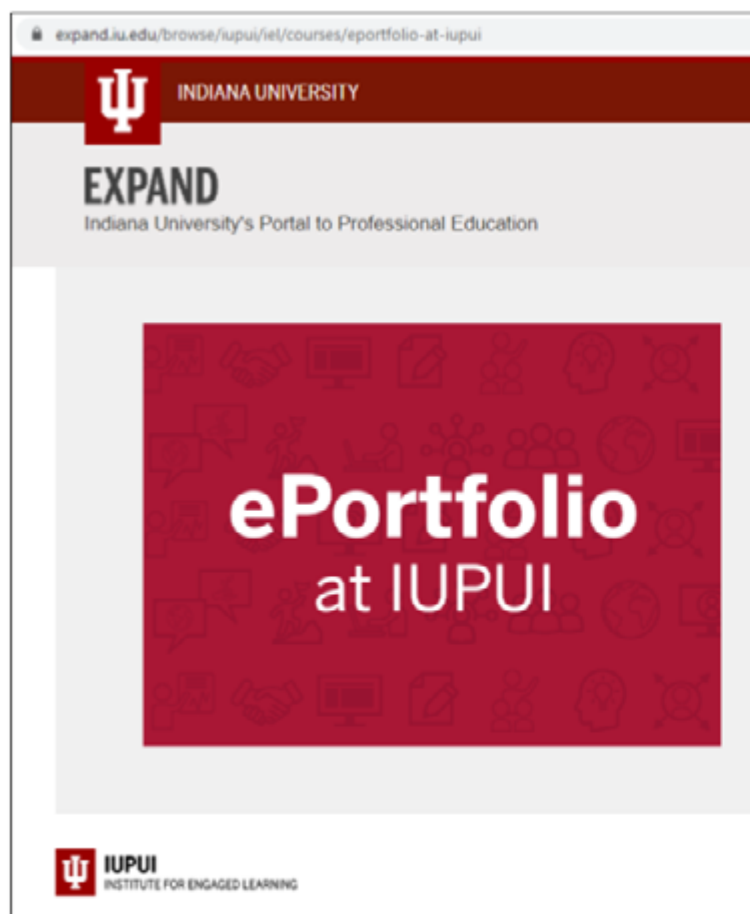 expand.iu.edu/browse/iupui/iel/courses/eportfolio-at-iupui
INDIANA UNIVERSITY
EXPAND
Indiana University's Portal to Professional Education
ePortfolio
at IUPUI
IUPUI
INSTITUTE FOR ENGAGED LEARNING